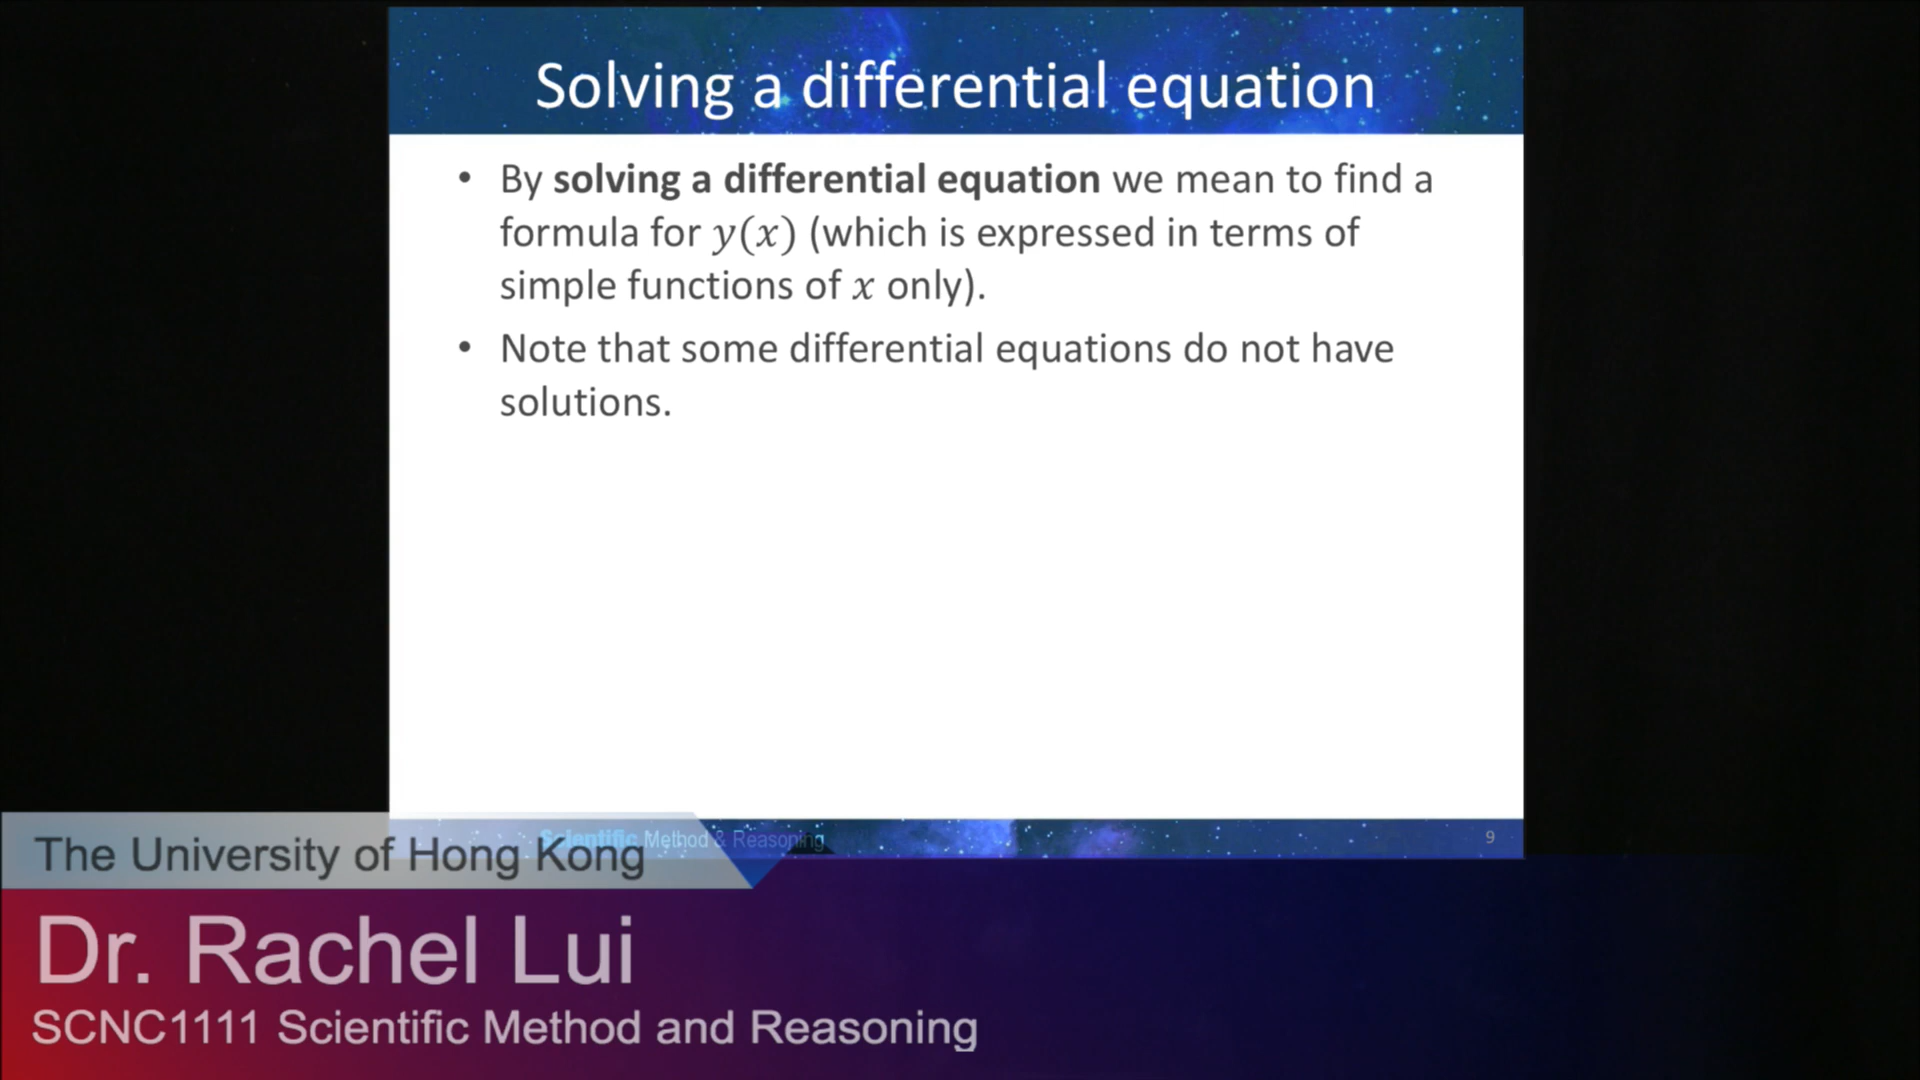 Solving a differential equation
• By solving a differential equation we mean to find a
formula for y(x) (which is expressed in terms of
simple functions of x only).
• Note that some differential equations do not have
solutions.
Scientific Method & Reasoning
9
The University of Hong Kong
Dr. Rachel Lui
SCNC1111 Scientific Method and Reasoning